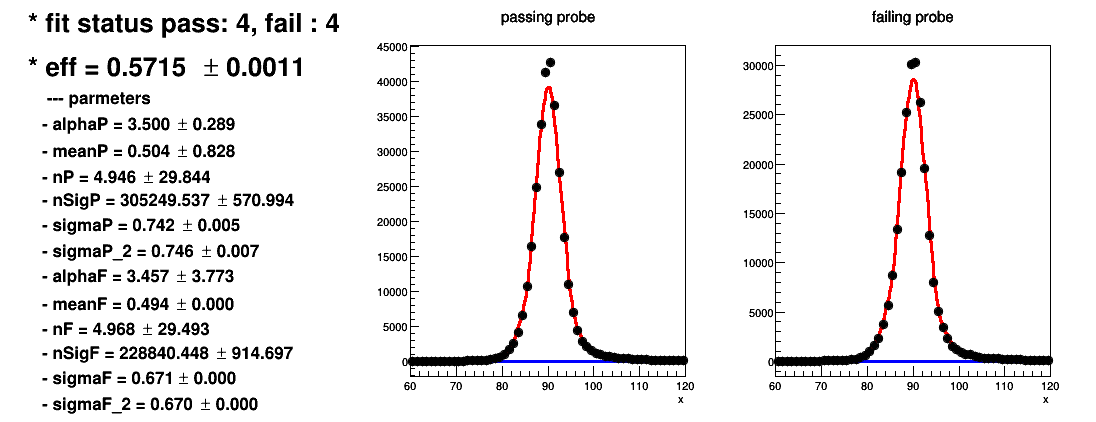 * fit status pass: 4, fail : 4
* eff = 0.5715 ± 0.0011
--- parmeters
- alphaP = 3.500 ± 0.289
- meanP = 0.504 ± 0.828
- nP = 4.946 ± 29.844
- nSigP = 305249.537 ± 570.994
- sigmaP = 0.742 ± 0.005
- sigmaP_2 = 0.746 ± 0.007
- alphaF = 3.457 ± 3.773
- meanF = 0.494 ± 0.000
- nF = 4.968 ± 29.493
- nSigF = 228840.448 ± 914.697
- sigmaF = 0.671 ± 0.000
- sigmaF_2 = 0.670 ± 0.000
passing probe
45000
40000
35000
30000
25000
20000
15000
10000
5000
0
60 70 80 90 100 110 120
x
failing probe
30000
25000
20000
15000
10000
5000
0
60 70 80 90 100 110 120
x